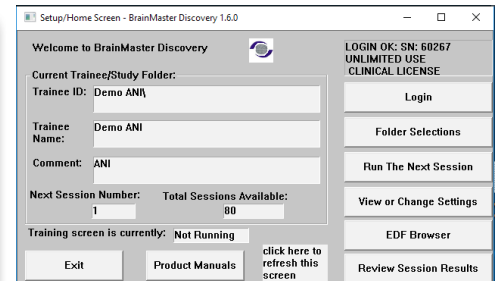 Setup/Home Screen - BrainMaster Discovery 1.6.0
Welcome to BrainMaster Discovery
LOGIN OK: SN: 60267
UNLIMITED USE
CLINICAL LICENSE
Current Trainee/Study Folder:
Trainee ID: Demo ANI\
Trainee Name: Demo ANI
Comment: ANI
Next Session Number: Total Sessions Available:
1 80
Training screen is currently: Not Running
Exit
Product Manuals
click here to
refresh this
screen
Login
Folder Selections
Run The Next Session
View or Change Settings
EDF Browser
Review Session Results